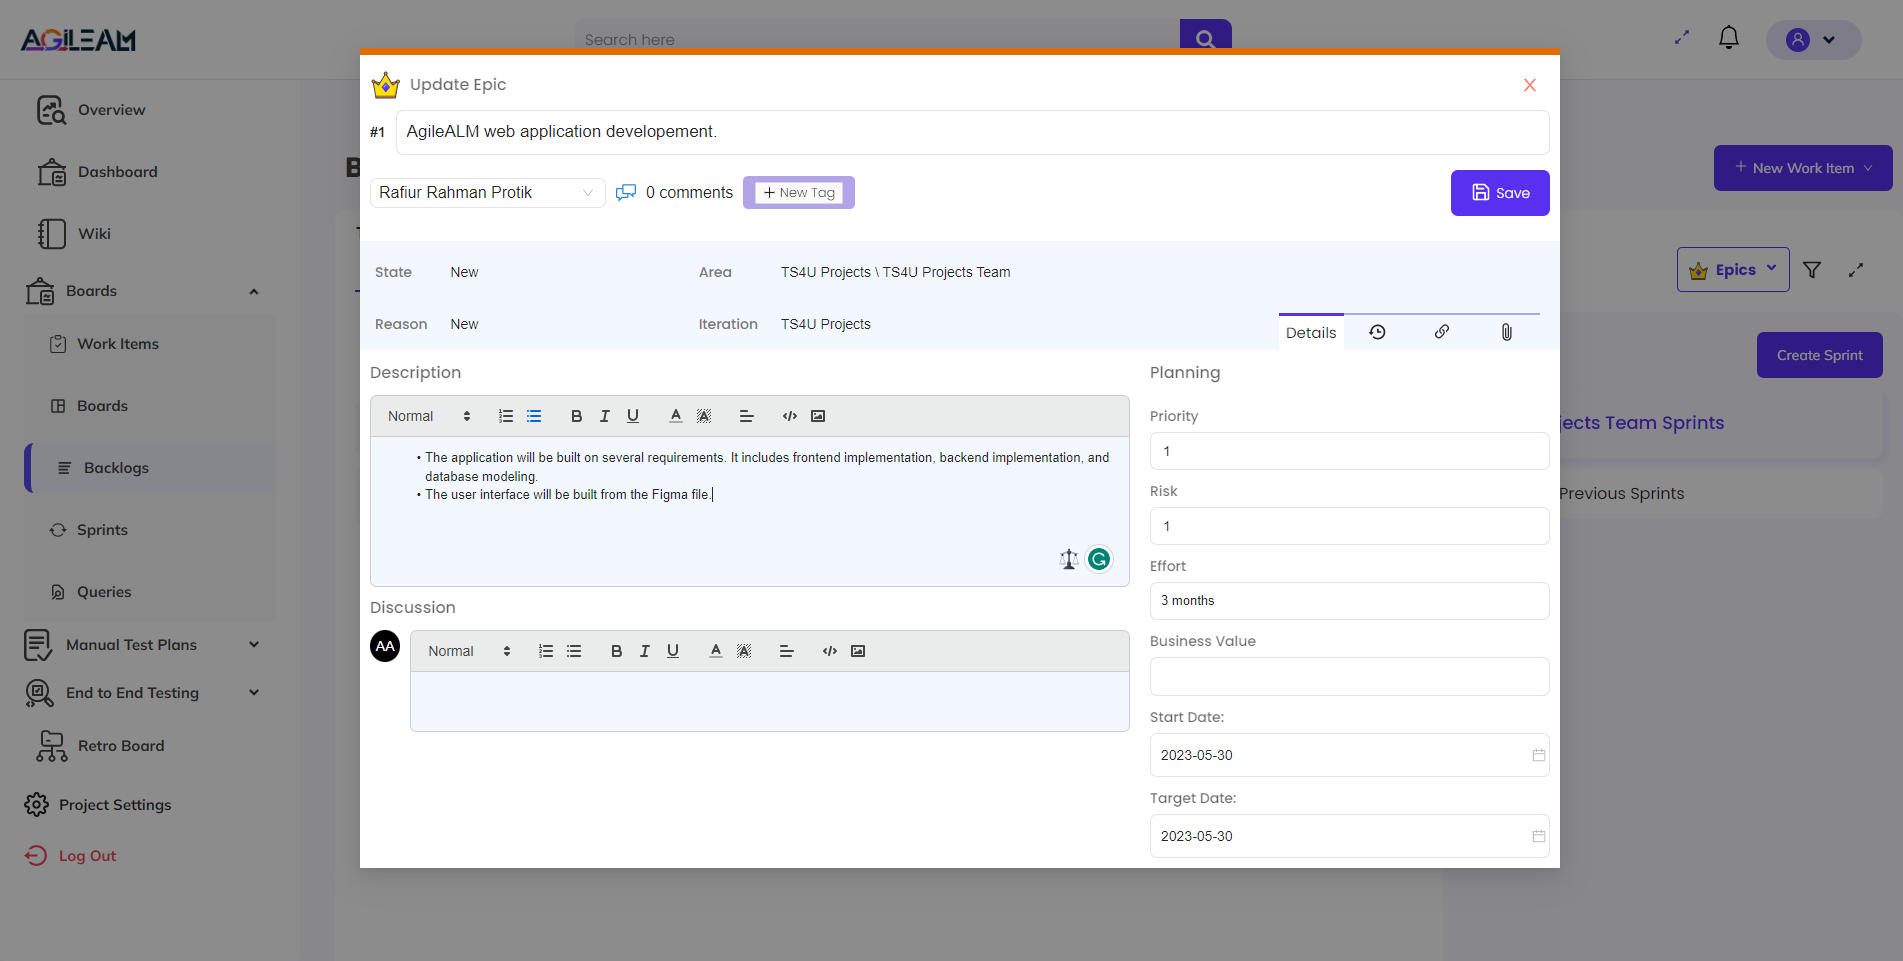 AGILEAM
Search here
Overview
Dashboard
Wiki
Boards
Work Items
Boards
Backlogs
Sprints
Queries
Manual Test Plans
End to End Testing
Retro Board
Project Settings
Log Out
Update Epic
#1 AgileALM web application developement.
Rafiur Rahman Protik 0 comments + New Tag
Save
State New Area TS4U Projects \ TS4U Projects Team
Reason New Iteration TS4U Projects
Details
Description
Normal
• The application will be built on several requirements. It includes frontend implementation, backend implementation, and
database modeling.
• The user interface will be built from the Figma file.
Discussion
AA
Normal
Planning
Priority
1
Risk
1
Effort
3 months
Business Value
Start Date:
2023-05-30
Target Date:
2023-05-30
+ New Work Item
Epics
Create Sprint
jects Team Sprints
Previous Sprints